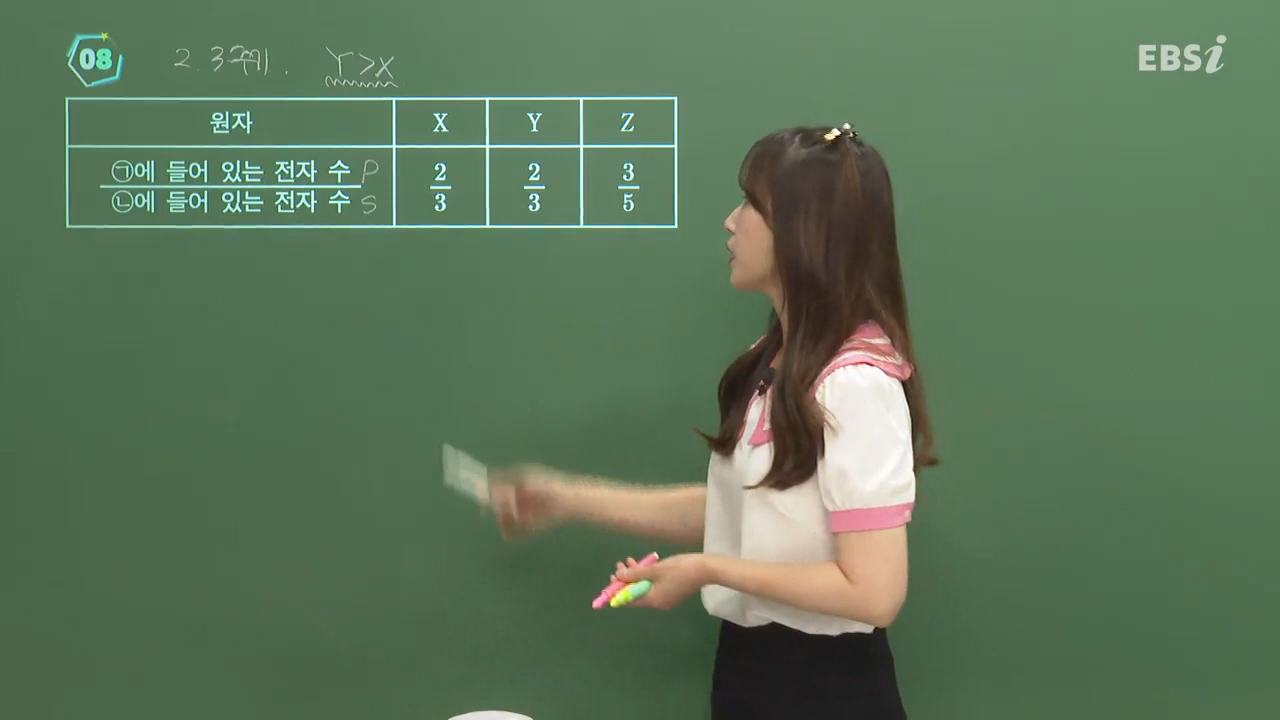 08 2. 3주기. Y>X
EBSi
원자 X Y Z
㉠에 들어 있는 전자 수 P
㉡에 들어 있는 전자 수 S
2/3 2/3 3/5